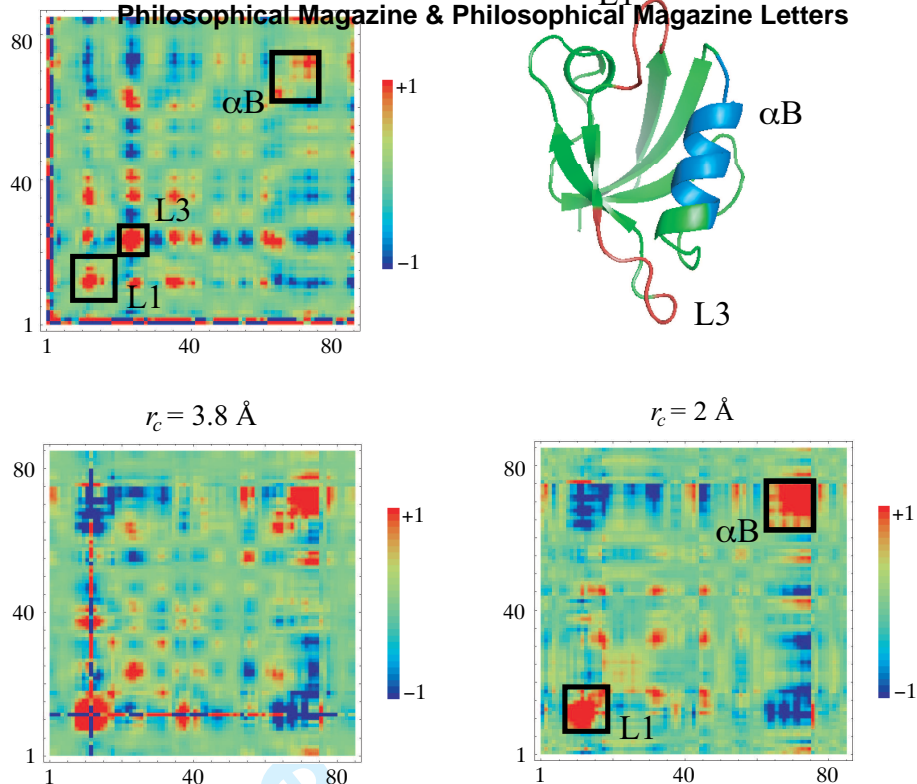 Philosophical Magazine & Philosophical Magazine Letters
80
40
1
1
40
80
αB
L3
L1
+1
−1
αB
L3
r_c = 3.8 Å
80
40
1
1
40
80
+1
−1
r_c = 2 Å
80
40
1
1
40
80
αB
L1
+1
−1